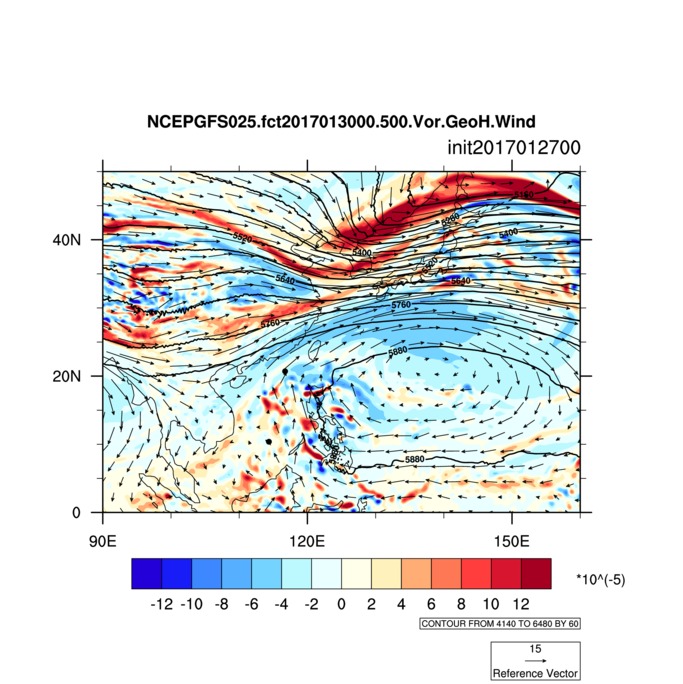 NCEPGFS025.fct2017013000.500.Vor.GeoH.Wind
init2017012700
5160
5280
5520
5400
5400
5640
5640
5760
5760
40N
5880
20N
5880
0
90E 120E 150E
-12 -10 -8 -6 -4 -2 0 2 4 6 8 10 12
*10^(-5)
CONTOUR FROM 4140 TO 6480 BY 60
15
Reference Vector